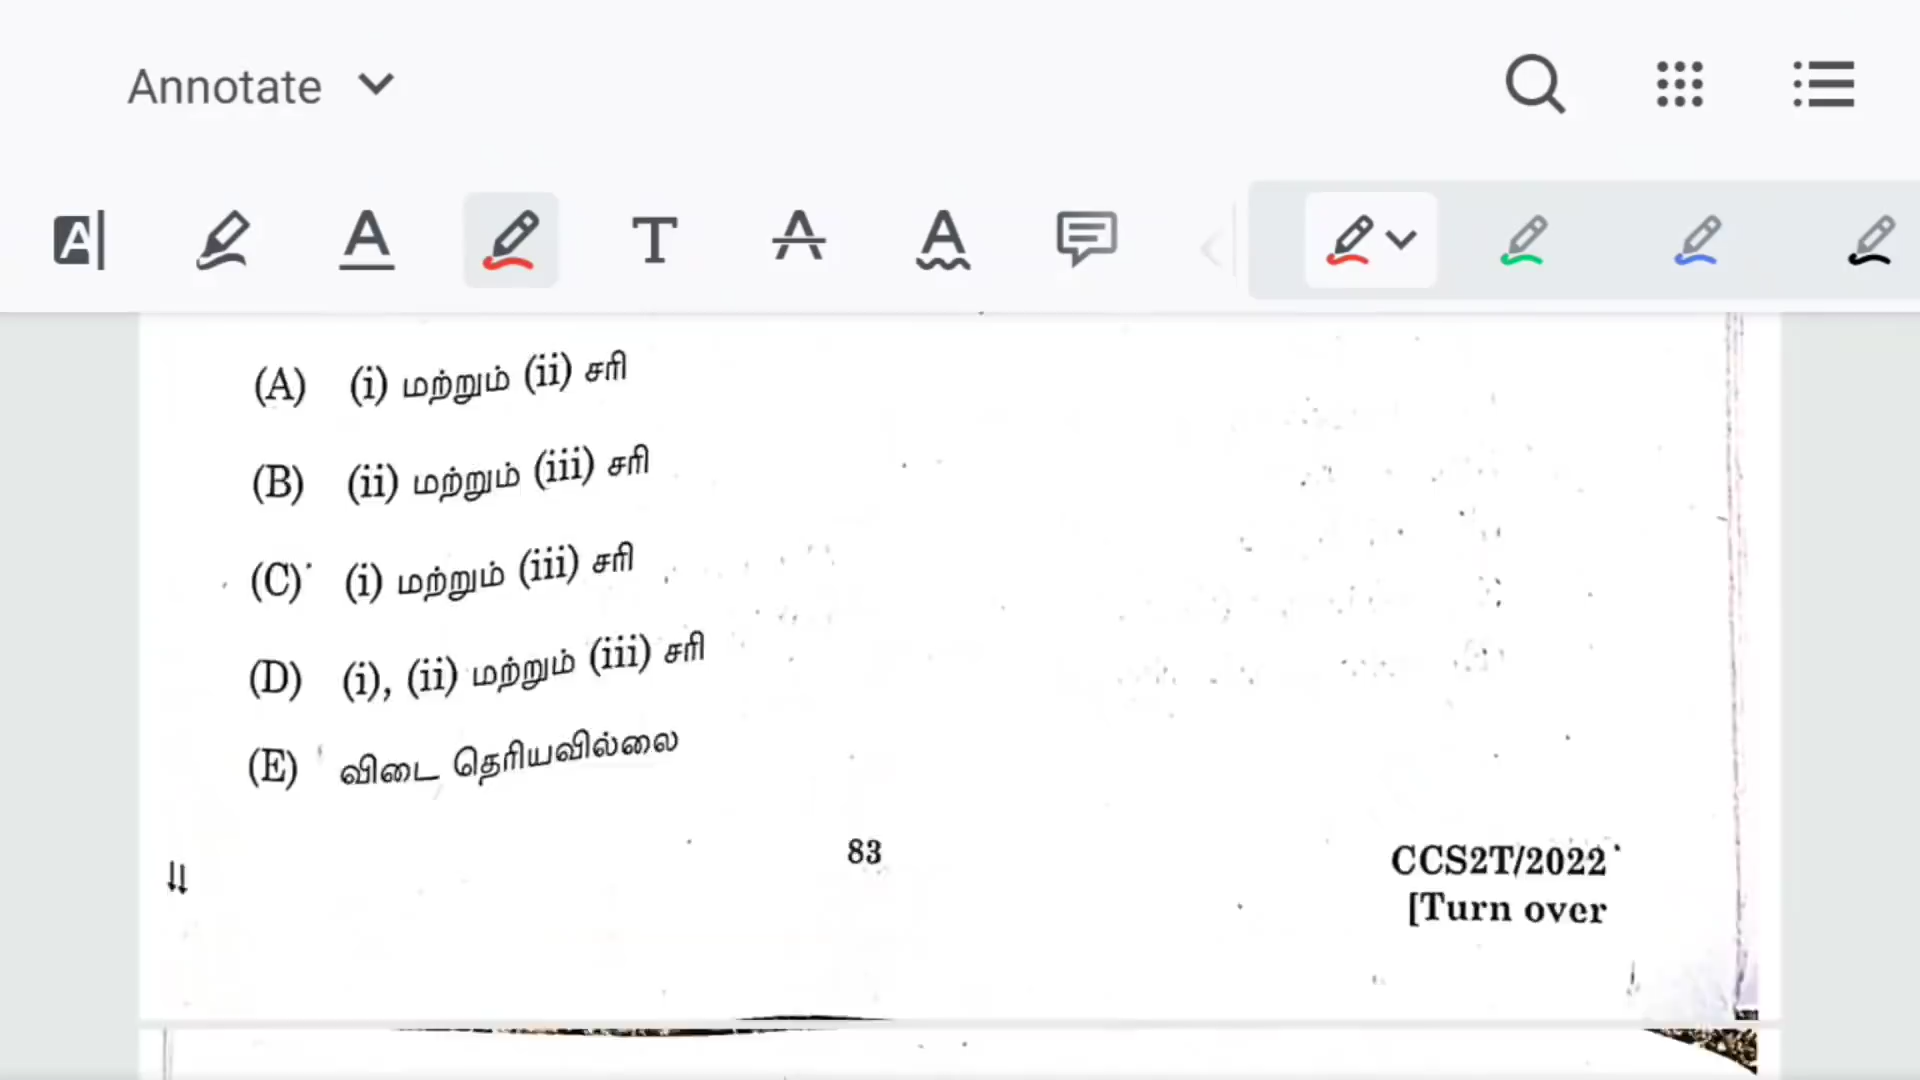 Annotate
(A) (i) மற்றும் (ii) சரி
(B) (ii) மற்றும் (iii) சரி
(C) (i) மற்றும் (iii) சரி
(D) (i), (ii) மற்றும் (iii) சரி
(E) விடை தெரியவில்லை
83
CCS2T/2022
[Turn over